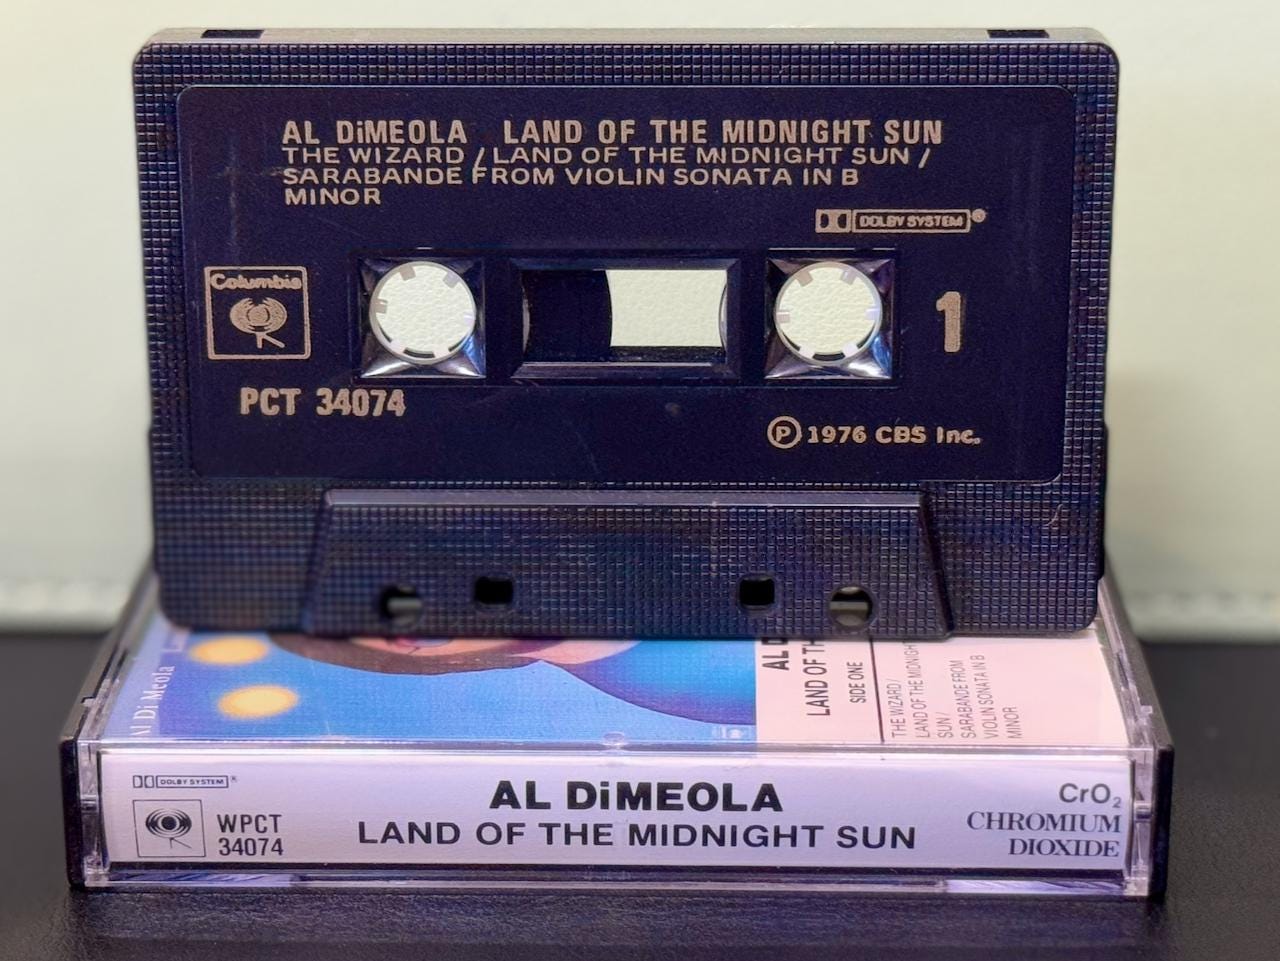 AL DiMEOLA LAND OF THE MIDNIGHT SUN
THE WIZARD / LAND OF THE MIDNIGHT SUN /
SARABANDE FROM VIOLIN SONATA IN B
MINOR
DOLBY SYSTEM®
Columbia
1
PCT 34074
℗ 1976 CBS Inc.
Al Di Meola
AL D
LAND OF TH
SIDE ONE
THE WIZARD /
LAND OF THE MIDNIGH
SUN /
SARABANDE FROM
VIOLIN SONATA IN B
MINOR
DOLBY SYSTEM®
WPCT
34074
AL DiMEOLA
LAND OF THE MIDNIGHT SUN
CrO₂
CHROMIUM
DIOXIDE